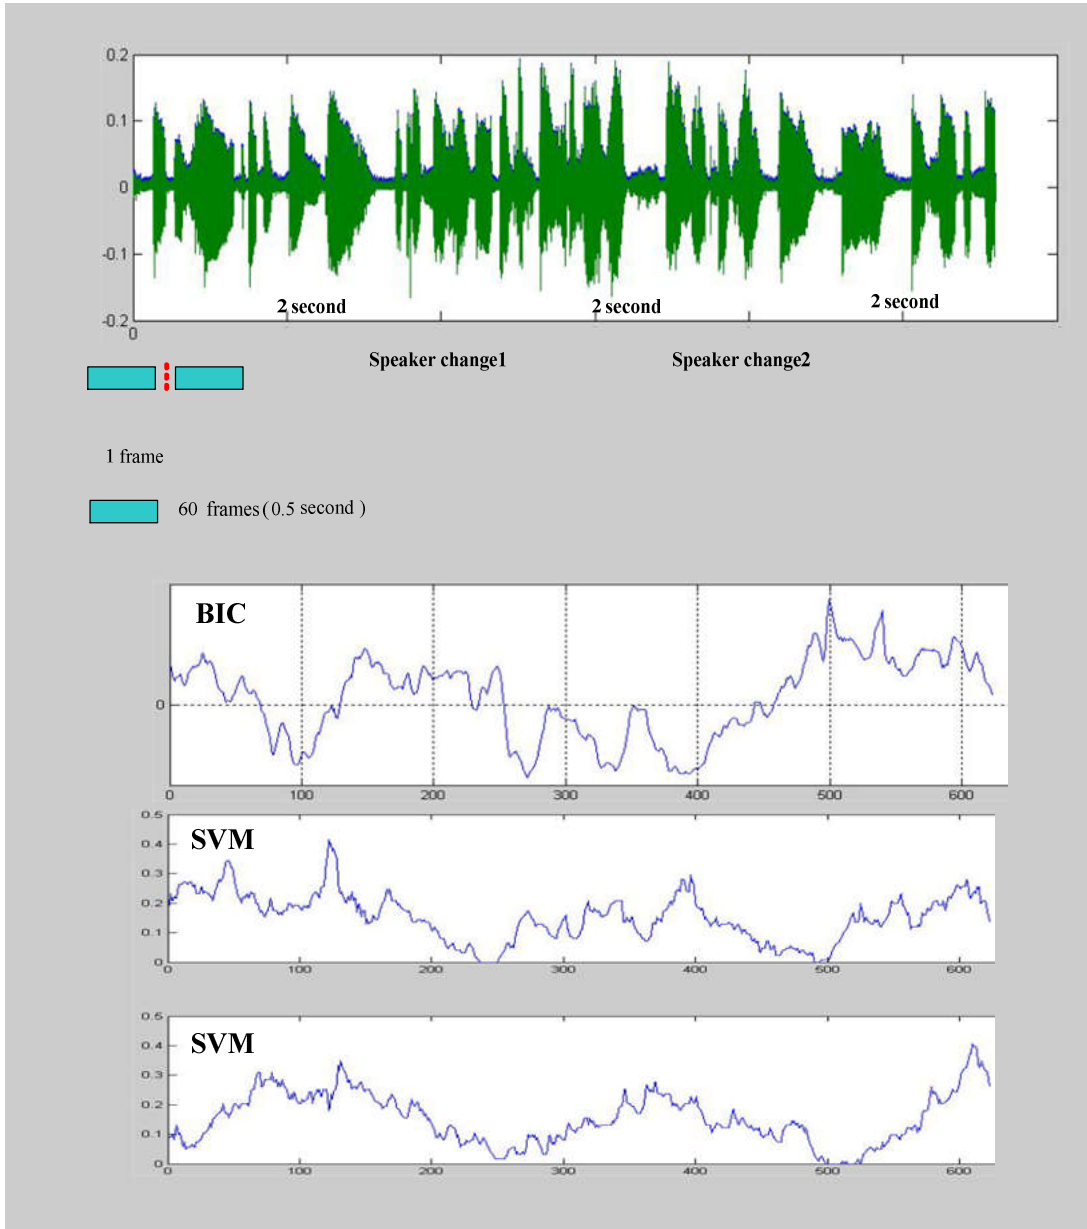 0.2
0.1
0
-0.1
-0.2
2 second 2 second 2 second
0
Speaker change1 Speaker change2
1 frame
60 frames (0.5 second)
BIC
0
0 100 200 300 400 500 600
0.5
SVM
0.4
0.3
0.2
0.1
0
0 100 200 300 400 500 600
0.5
SVM
0.4
0.3
0.2
0.1
0
0 100 200 300 400 500 600